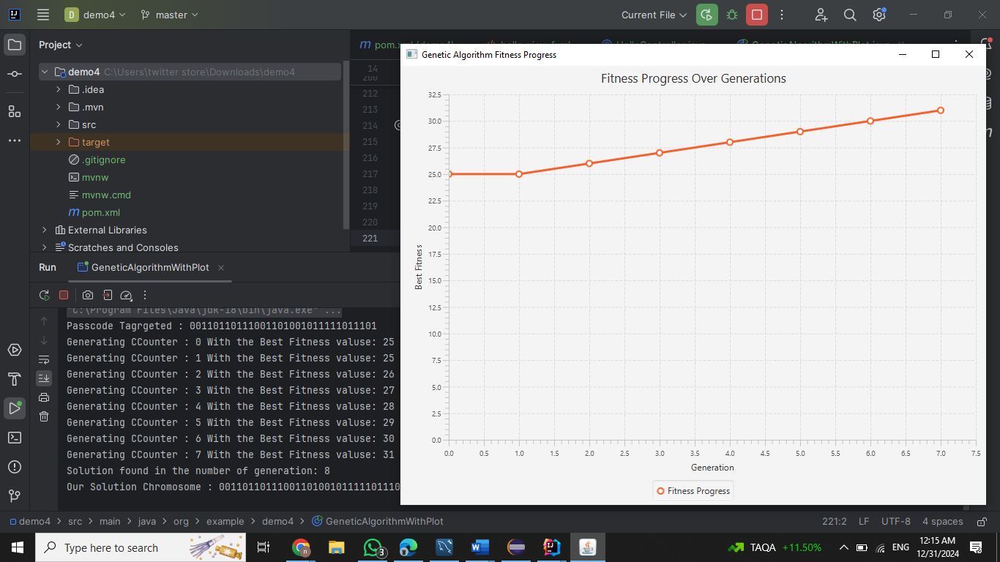 D demo4 master Current File
Project
demo4 C:\Users\twitter store\Downloads\demo4
.idea
.mvn
src
target
.gitignore
mvnw
mvnw.cmd
m pom.xml
External Libraries
Scratches and Consoles
m pom.xml
14
200
212
213
214
215
216
217
218
219
220
221
Run GeneticAlgorithmWithPlot
"C:\Program Files\Java\jdk-18\bin\java.exe" ...
Passcode Tagrgeted : 00110110111001101001011111011101
Generating CCounter : 0 With the Best Fitness valuse: 25
Generating CCounter : 1 With the Best Fitness valuse: 25
Generating CCounter : 2 With the Best Fitness valuse: 26
Generating CCounter : 3 With the Best Fitness valuse: 27
Generating CCounter : 4 With the Best Fitness valuse: 28
Generating CCounter : 5 With the Best Fitness valuse: 29
Generating CCounter : 6 With the Best Fitness valuse: 30
Generating CCounter : 7 With the Best Fitness valuse: 31
Solution found in the number of generation: 8
Our Solution Chromosome : 0011011011100110100101111101110
Genetic Algorithm Fitness Progress
Fitness Progress Over Generations
32.5
30.0
27.5
25.0
22.5
20.0
17.5
15.0
12.5
10.0
7.5
5.0
2.5
0.0
Best Fitness
0.0 0.5 1.0 1.5 2.0 2.5 3.0 3.5 4.0 4.5 5.0 5.5 6.0 6.5 7.0 7.5
Generation
Fitness Progress
demo4 > src > main > java > org > example > demo4 > GeneticAlgorithmWithPlot 221:2 LF UTF-8 4 spaces
Type here to search 3 TAQA +11.50% ENG 12:15 AM
12/31/2024